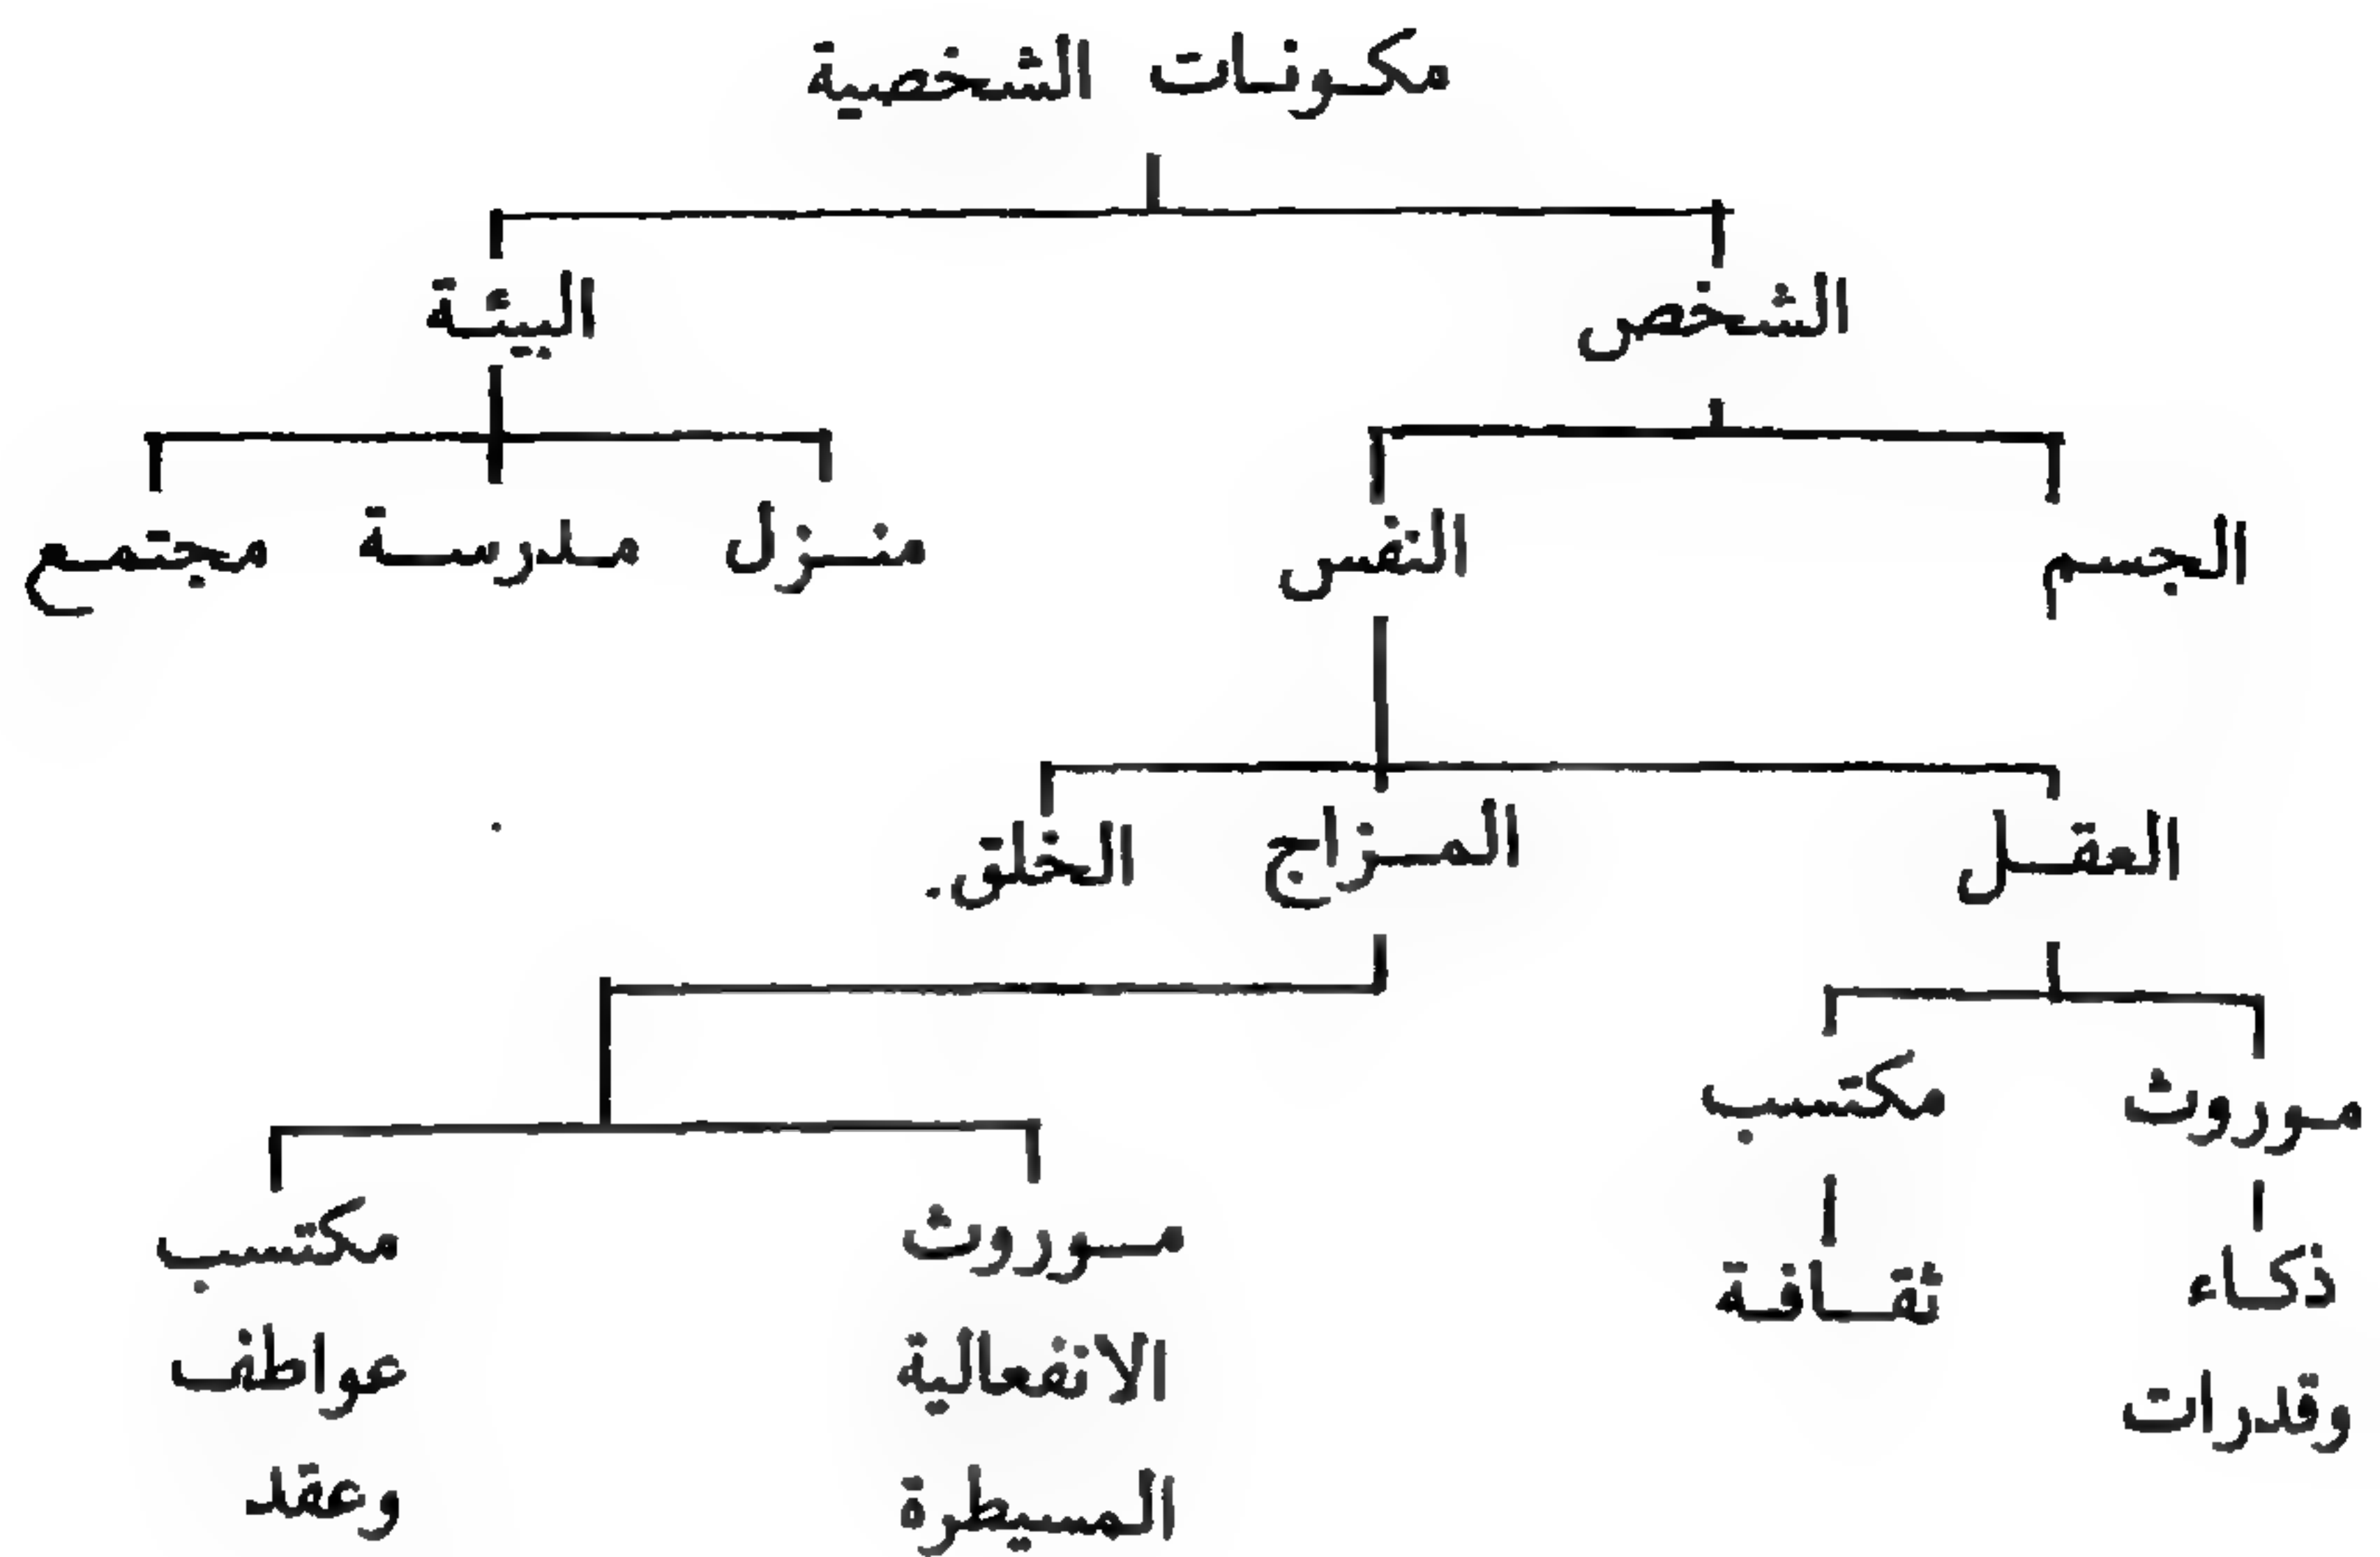 مكونات الشخصية
الشخص
البيئة
الجسم
النفس
منزل
مدرسة
مجتمع
العقل
المزاج
الخلق.
موروث
مكتسب
ذكاء
وقدرات
ثقافة
موروث
الانفعالية
المسيطرة
مكتسب
عواطف
وعقد